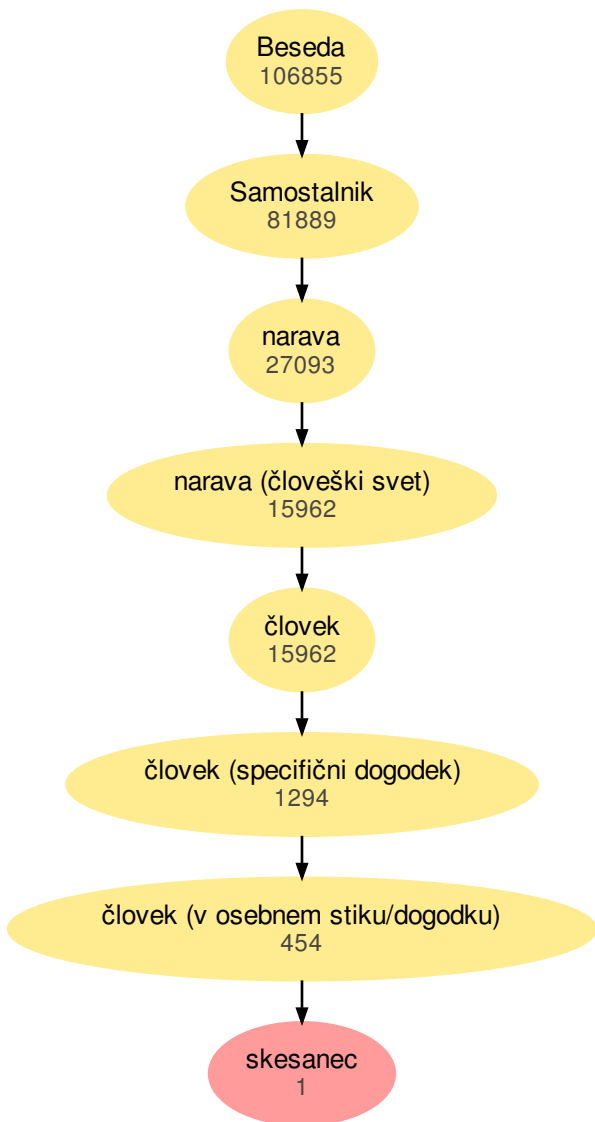 Beseda
106855
Samostalnik
81889
narava
27093
narava (človeški svet)
15962
človek
15962
človek (specifični dogodek)
1294
človek (v osebnem stiku/dogodku)
454
skesanec
1